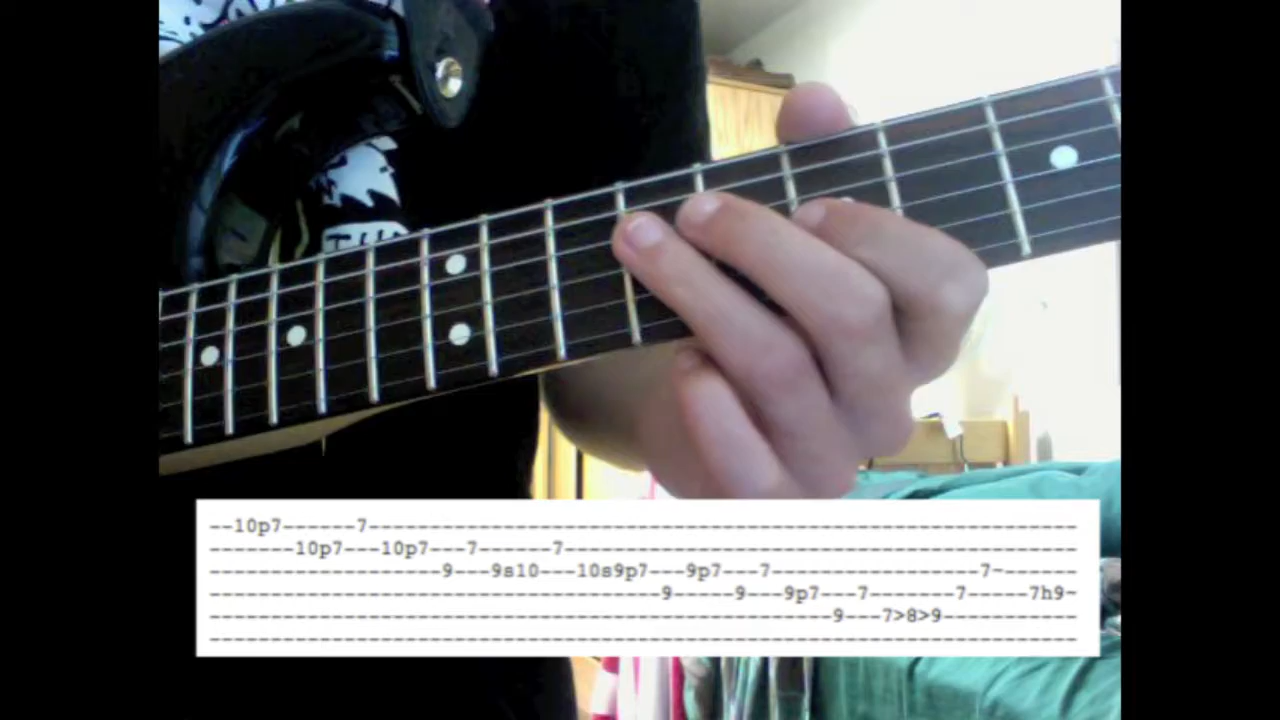 THU
--10p7------7----------------------------------------------------------
-------10p7---10p7---7------7------------------------------------------
-------------------9---9s10---10s9p7---9p7---7-----------------7~------
-------------------------------------9-----9---9p7---7-------7-----7h9~
---------------------------------------------------9---7>8>9-----------
-----------------------------------------------------------------------